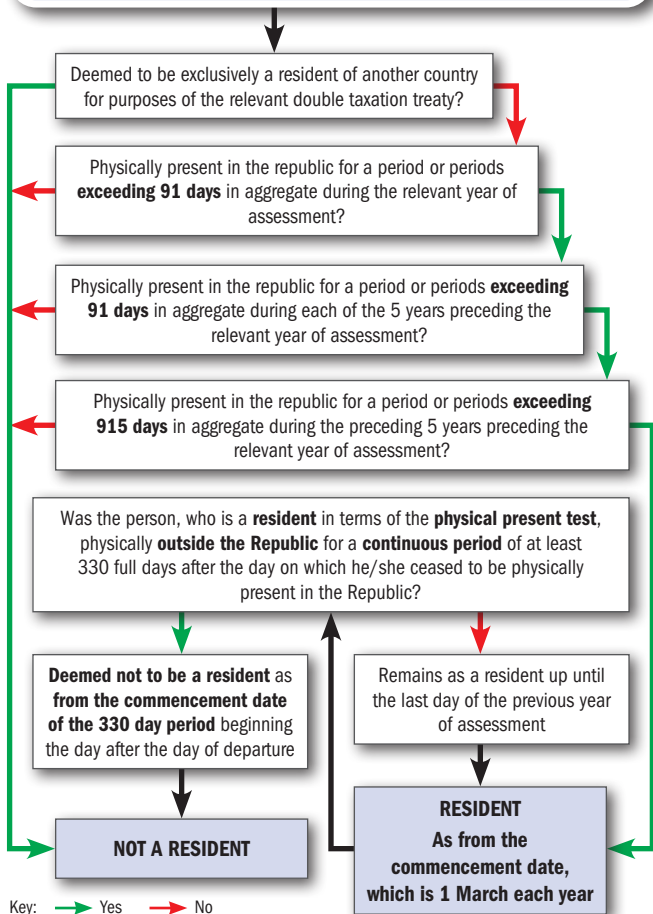 Deemed to be exclusively a resident of another country
for purposes of the relevant double taxation treaty?
Physically present in the republic for a period or periods
exceeding 91 days in aggregate during the relevant year of
assessment?
Physically present in the republic for a period or periods exceeding
91 days in aggregate during each of the 5 years preceding the
relevant year of assessment?
Physically present in the republic for a period or periods exceeding
915 days in aggregate during the preceding 5 years preceding the
relevant year of assessment?
Was the person, who is a resident in terms of the physical present test,
physically outside the Republic for a continuous period of at least
330 full days after the day on which he/she ceased to be physically
present in the Republic?
Deemed not to be a resident as
from the commencement date
of the 330 day period beginning
the day after the day of departure
Remains as a resident up until
the last day of the previous year
of assessment
NOT A RESIDENT
RESIDENT
As from the
commencement date,
which is 1 March each year
Key: Yes No